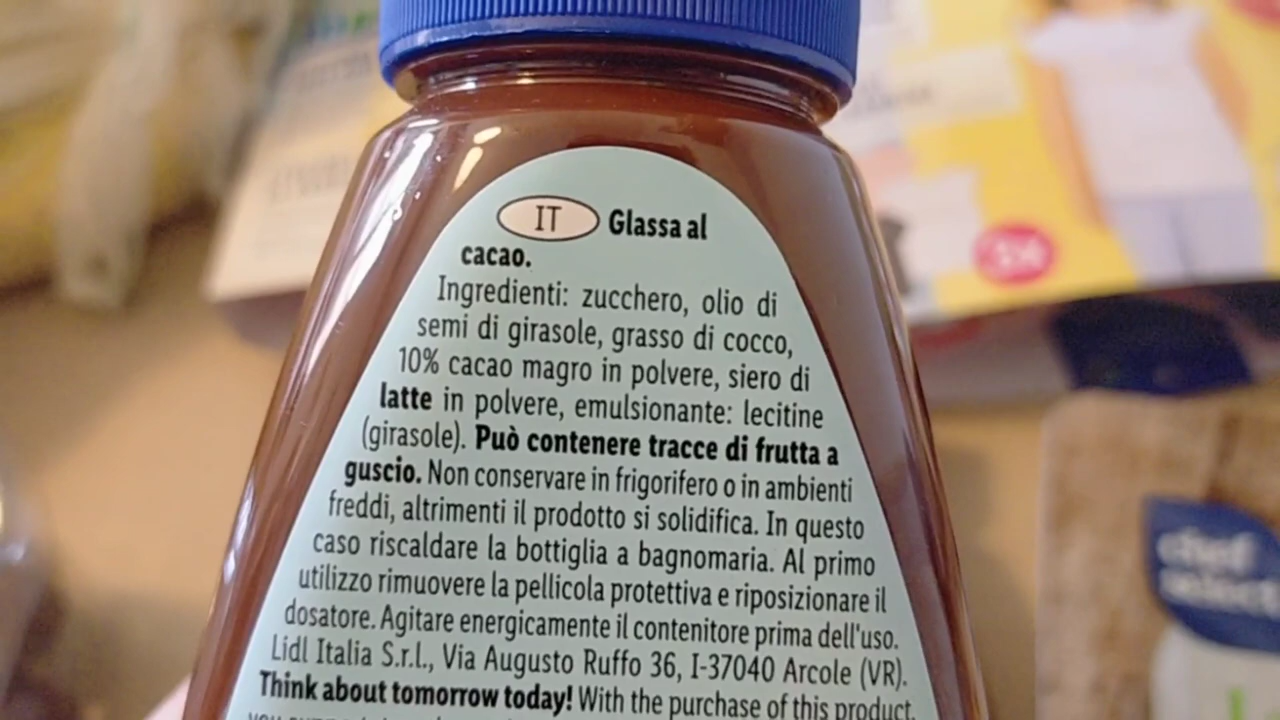 IT Glassa al
cacao.
Ingredienti: zucchero, olio di
semi di girasole, grasso di cocco,
10% cacao magro in polvere, siero di
latte in polvere, emulsionante: lecitine
(girasole). Può contenere tracce di frutta a
guscio. Non conservare in frigorifero o in ambienti
freddi, altrimenti il prodotto si solidifica. In questo
caso riscaldare la bottiglia a bagnomaria. Al primo
utilizzo rimuovere la pellicola protettiva e riposizionare il
dosatore. Agitare energicamente il contenitore prima dell'uso.
Lidl Italia S.r.l., Via Augusto Ruffo 36, I-37040 Arcole (VR).
Think about tomorrow today! With the purchase of this product,
chef
select